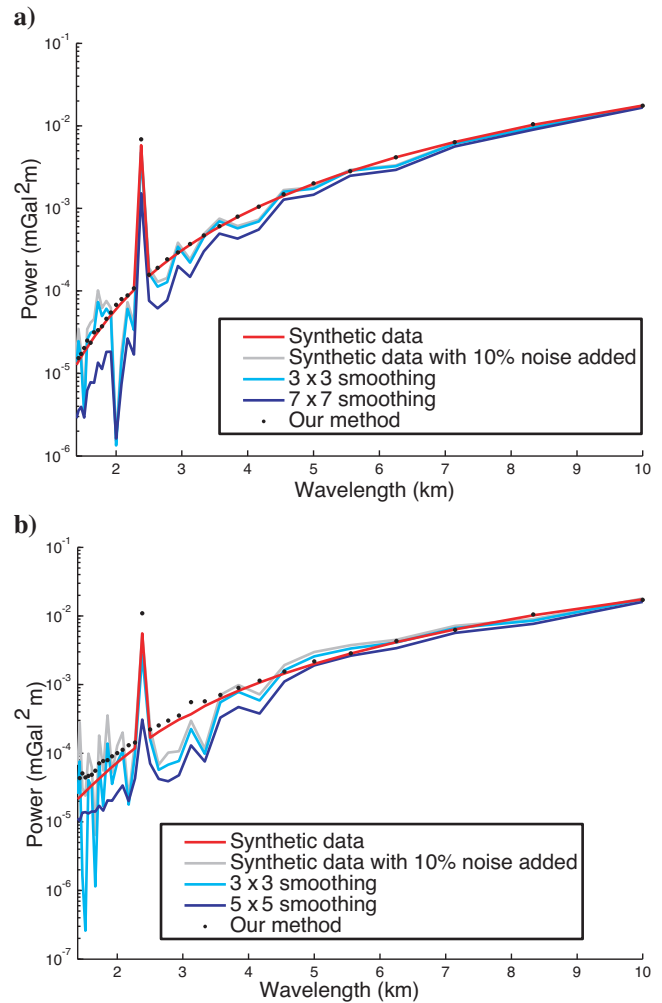 a)
10⁻¹
10⁻²
10⁻³
10⁻⁴
10⁻⁵
10⁻⁶
Power (mGal²m)
Synthetic data
Synthetic data with 10% noise added
3 x 3 smoothing
7 x 7 smoothing
Our method
2 3 4 5 6 7 8 9 10
Wavelength (km)
b)
10⁻¹
10⁻²
10⁻³
10⁻⁴
10⁻⁵
10⁻⁶
10⁻⁷
Power (mGal²m)
Synthetic data
Synthetic data with 10% noise added
3 x 3 smoothing
5 x 5 smoothing
Our method
2 3 4 5 6 7 8 9 10
Wavelength (km)